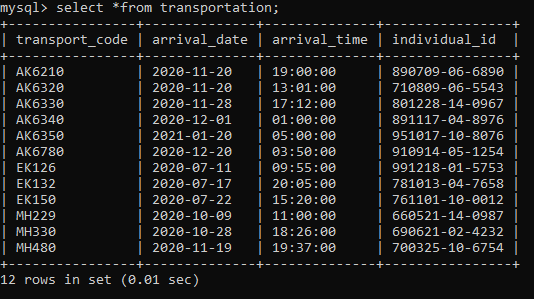 mysql> select *from transportation;
+----------------+--------------+--------------+----------------+
| transport_code | arrival_date | arrival_time | individual_id  |
+----------------+--------------+--------------+----------------+
| AK6210         | 2020-11-20   | 19:00:00     | 890709-06-6890 |
| AK6320         | 2020-11-20   | 13:01:00     | 710809-06-5543 |
| AK6330         | 2020-11-28   | 17:12:00     | 801228-14-0967 |
| AK6340         | 2020-12-01   | 01:00:00     | 891117-04-8976 |
| AK6350         | 2021-01-20   | 05:00:00     | 951017-10-8076 |
| AK6780         | 2020-12-20   | 03:50:00     | 910914-05-1254 |
| EK126          | 2020-07-11   | 09:55:00     | 991218-01-5753 |
| EK132          | 2020-07-17   | 20:05:00     | 781013-04-7658 |
| EK150          | 2020-07-22   | 15:20:00     | 761101-10-0012 |
| MH229          | 2020-10-09   | 11:00:00     | 660521-14-0987 |
| MH330          | 2020-10-28   | 18:26:00     | 690621-02-4232 |
| MH480          | 2020-11-19   | 19:37:00     | 700325-10-6754 |
+----------------+--------------+--------------+----------------+
12 rows in set (0.01 sec)